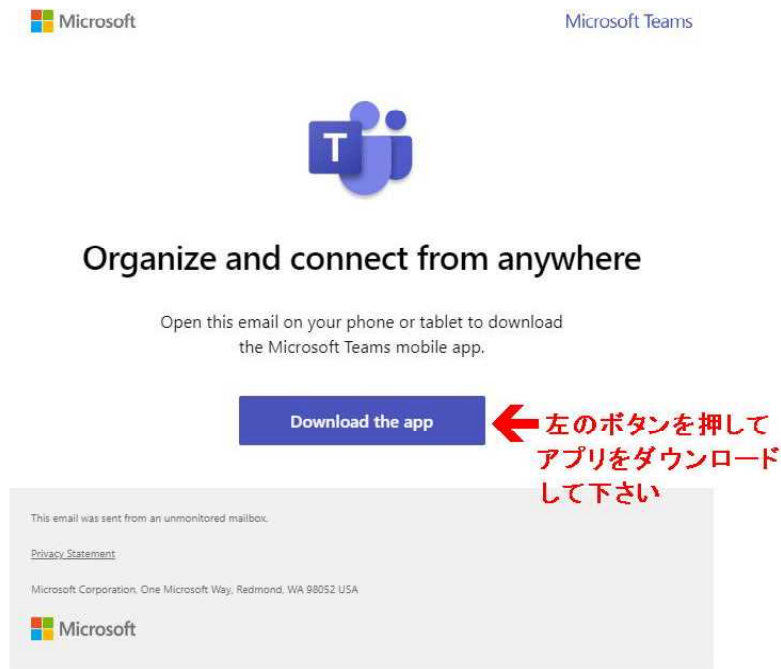 Microsoft
Microsoft Teams
T
Organize and connect from anywhere
Open this email on your phone or tablet to download
the Microsoft Teams mobile app.
Download the app
左のボタンを押して
アプリをダウンロード
して下さい
This email was sent from an unmonitored mailbox.
Privacy Statement
Microsoft Corporation, One Microsoft Way, Redmond, WA 98052 USA
Microsoft